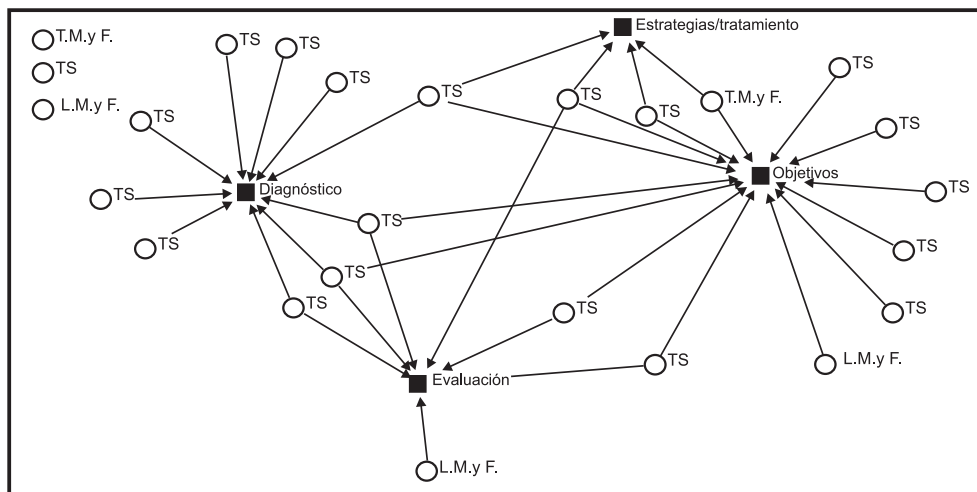 Estrategias/tratamiento
T.M.y F.
TS
TS
TS
TS
TS
L.M.y F.
TS
TS
TS
T.M.y F.
TS
TS
TS
Diagnóstico
Objetivos
TS
TS
TS
TS
TS
TS
TS
TS
TS
TS
L.M.y F.
Evaluación
L.M.y F.